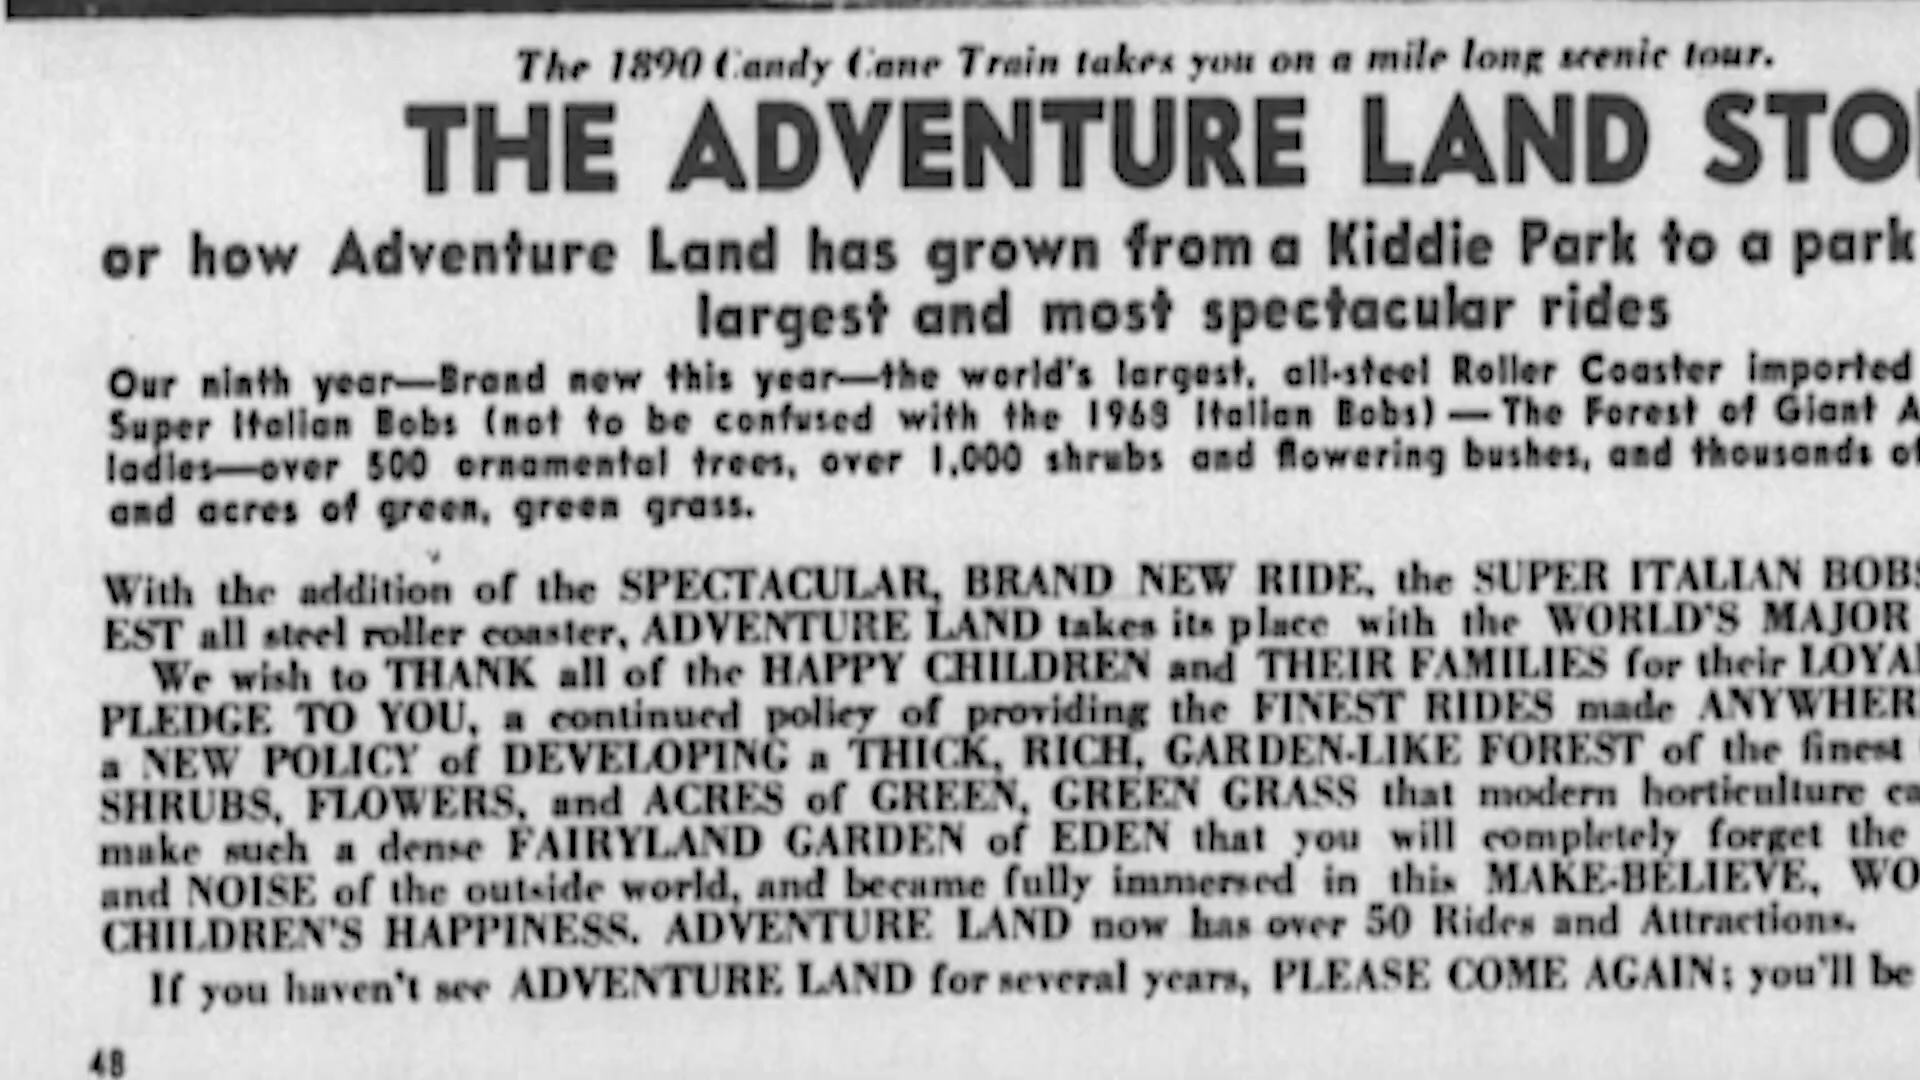 The 1890 Candy Cane Train takes you on a mile long scenic tour.
THE ADVENTURE LAND STO
or how Adventure Land has grown from a Kiddie Park to a park
largest and most spectacular rides
Our ninth year—Brand new this year—the world's largest, all-steel Roller Coaster imported
Super Italian Bobs (not to be confused with the 1963 Italian Bobs) — The Forest of Giant A
ladies—over 500 ornamental trees, over 1,000 shrubs and flowering bushes, and thousands of
and acres of green, green grass.
With the addition of the SPECTACULAR, BRAND NEW RIDE, the SUPER ITALIAN BOBS
EST all steel roller coaster, ADVENTURE LAND takes its place with the WORLD'S MAJOR
We wish to THANK all of the HAPPY CHILDREN and THEIR FAMILIES for their LOYA
PLEDGE TO YOU, a continued policy of providing the FINEST RIDES made ANYWHER
a NEW POLICY of DEVELOPING a THICK, RICH, GARDEN-LIKE FOREST of the finest
SHRUBS, FLOWERS, and ACRES of GREEN, GREEN GRASS that modern horticulture ca
make such a dense FAIRYLAND GARDEN of EDEN that you will completely forget the
and NOISE of the outside world, and became fully immersed in this MAKE-BELIEVE, WO
CHILDREN'S HAPPINESS. ADVENTURE LAND now has over 50 Rides and Attractions.
If you haven't see ADVENTURE LAND for several years, PLEASE COME AGAIN; you'll be
48